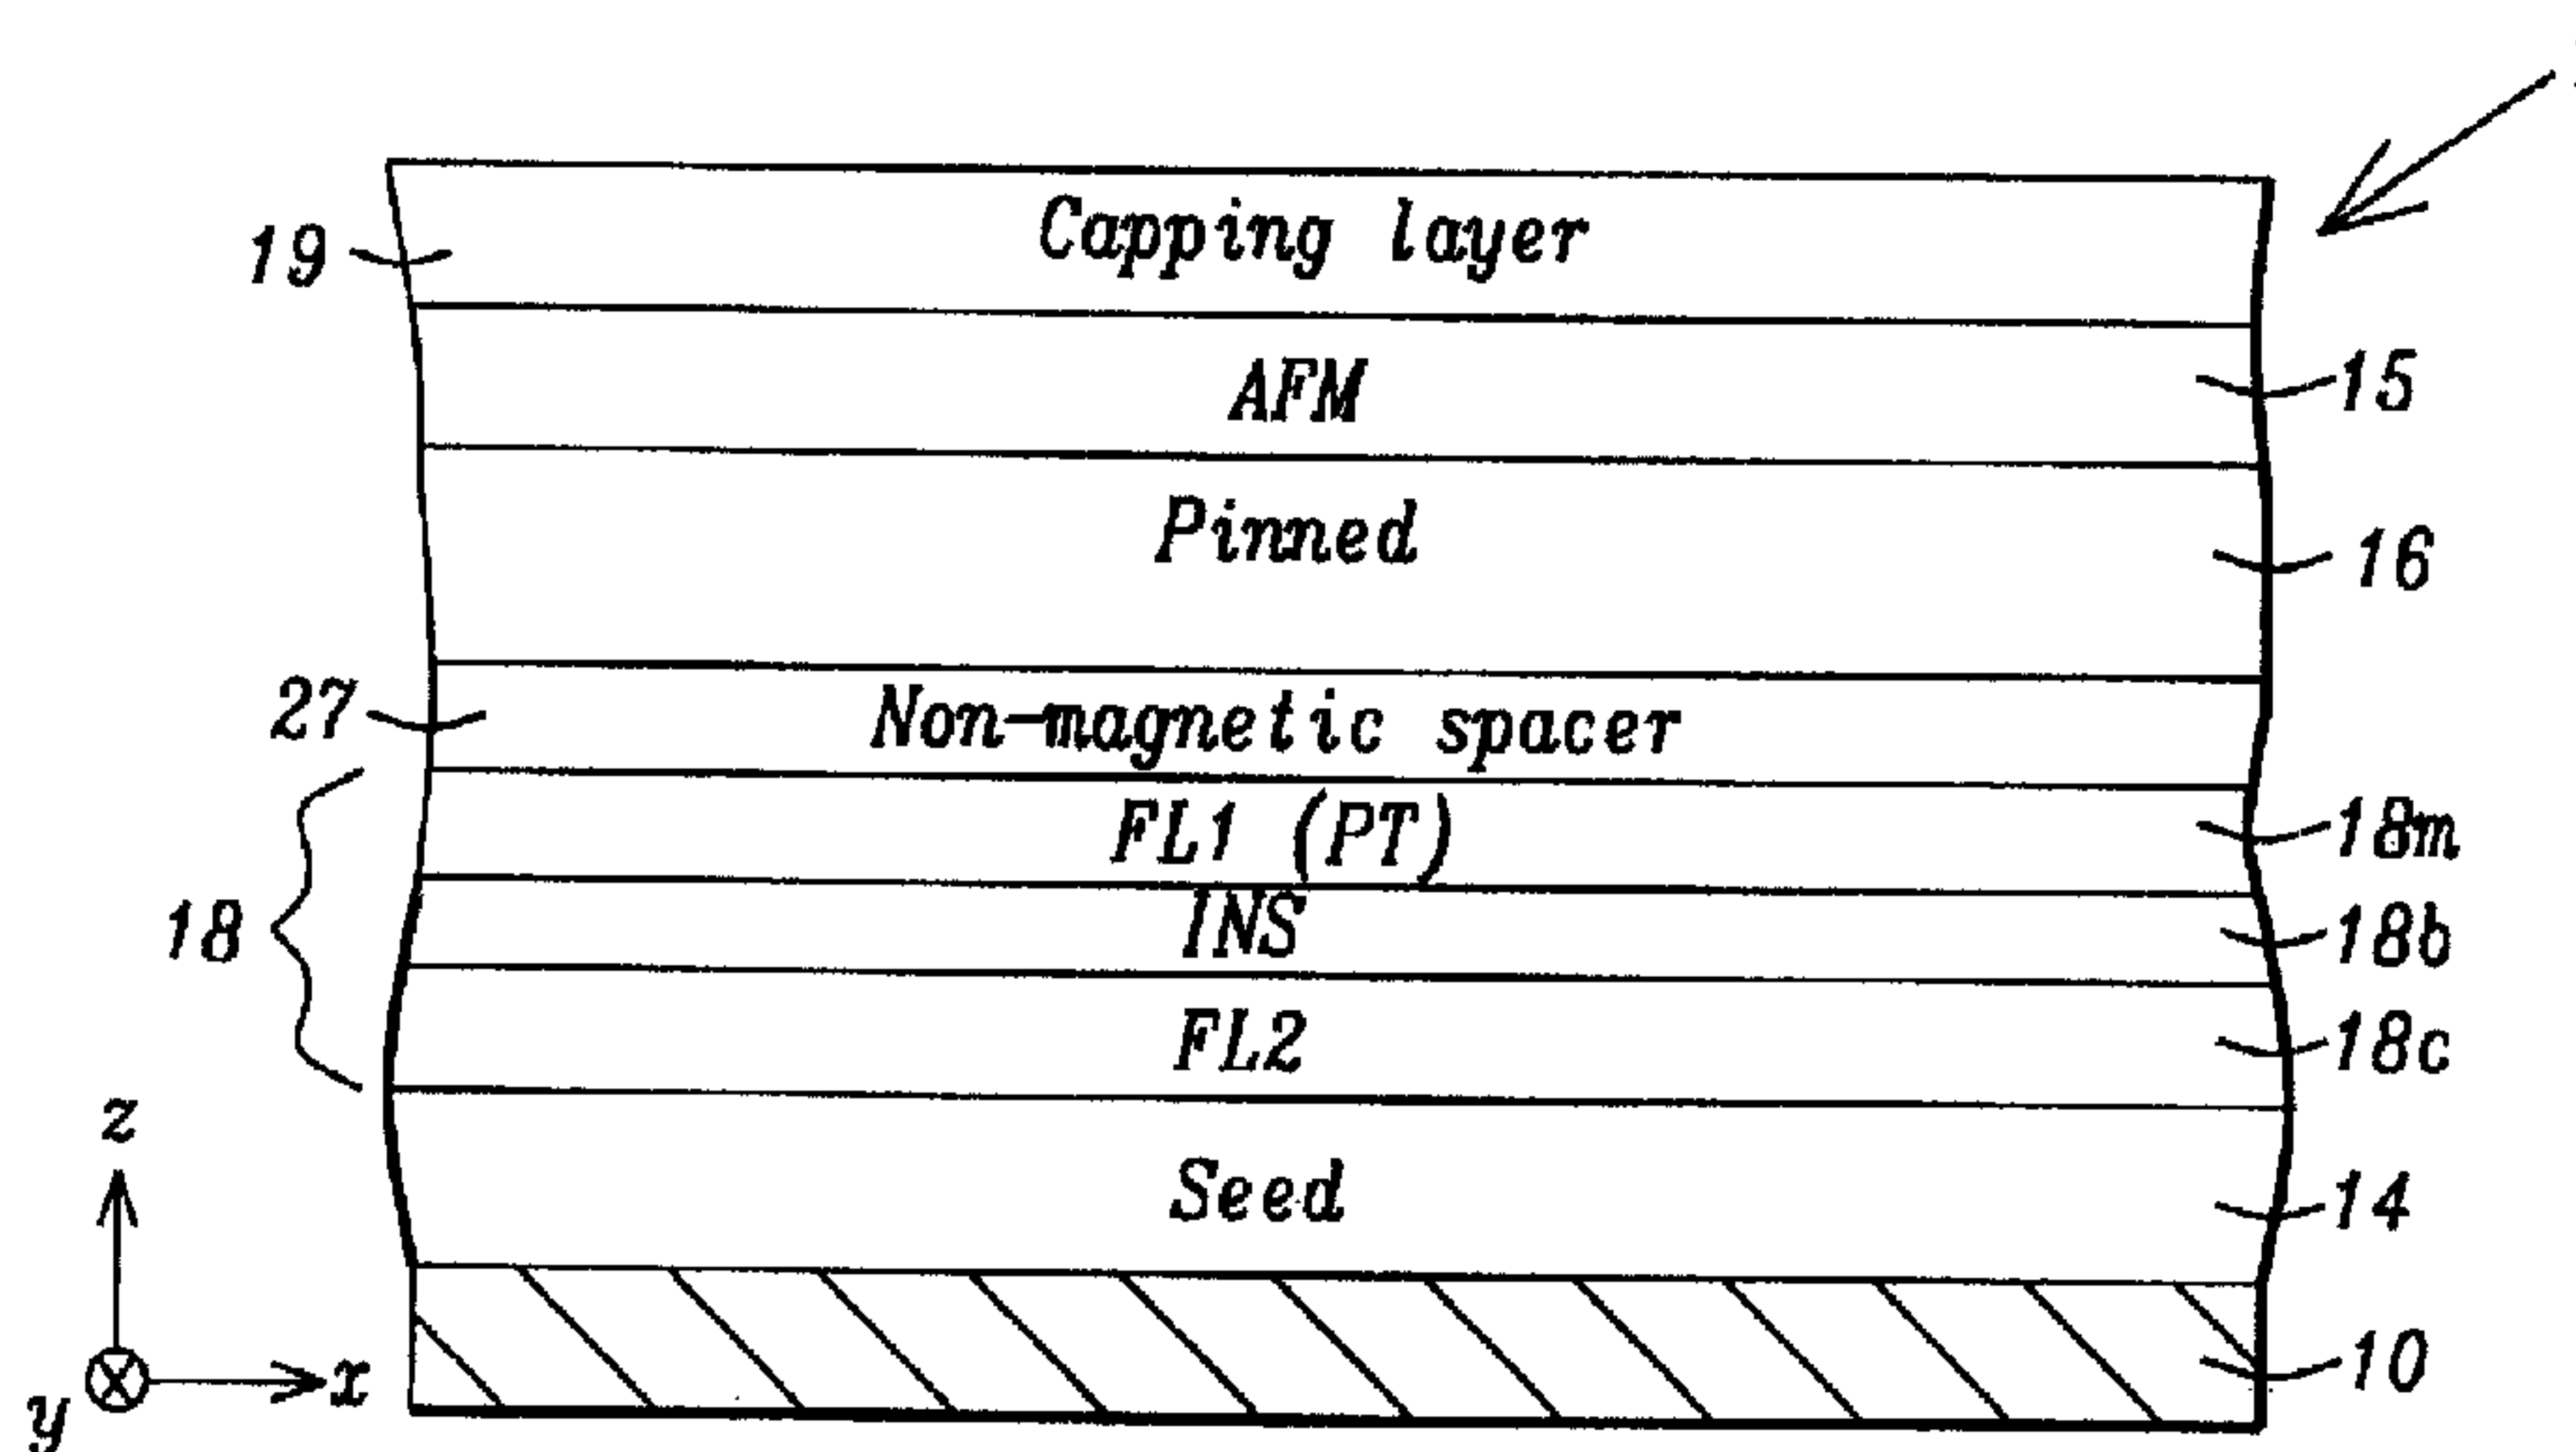 Capping layer
19
AFM
15
Pinned
16
27
Non-magnetic spacer
FL1 (PT)
18m
18
INS
18b
FL2
18c
z
Seed
14
10
x
y